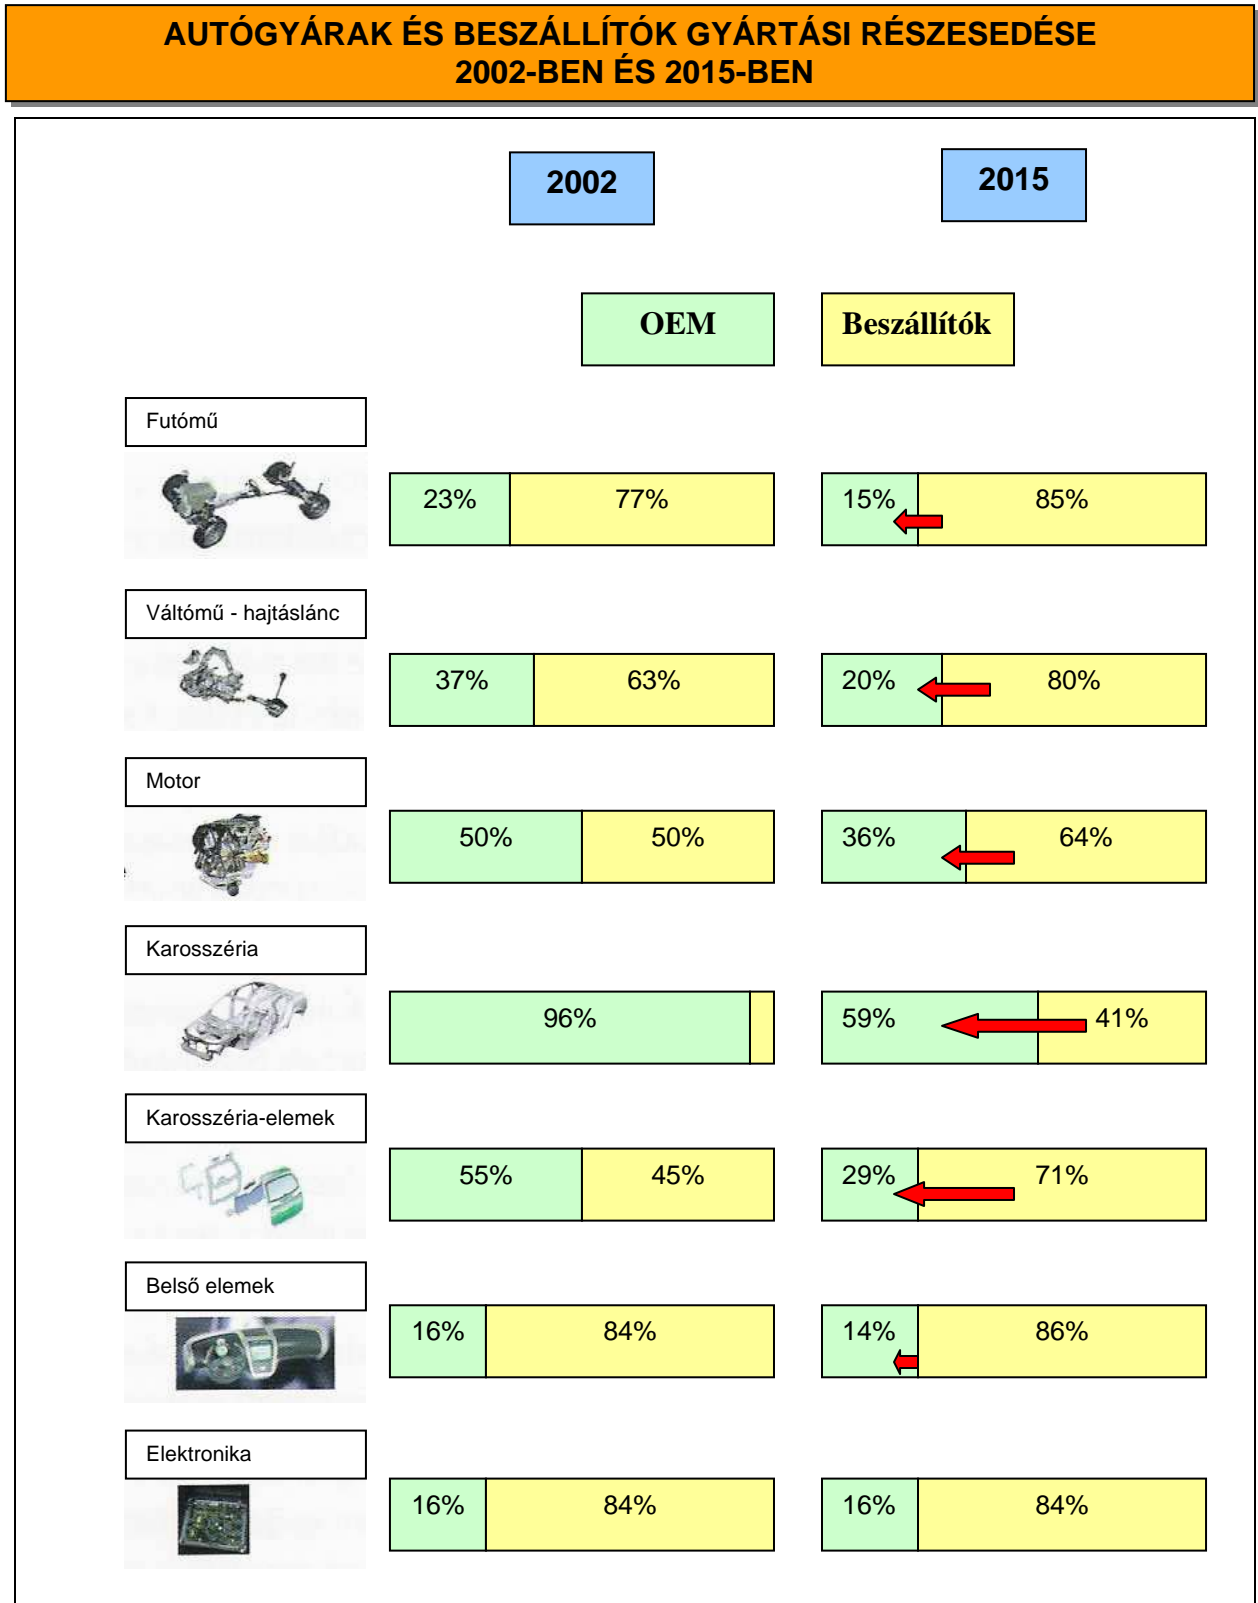 AUTÓGYÁRAK ÉS BESZÁLLÍTÓK GYÁRTÁSI RÉSZESEDÉSE
2002-BEN ÉS 2015-BEN
2002 2015
OEM Beszállítók
Futómű
23% 77% 15% 85%
Váltómű - hajtáslánc
37% 63% 20% 80%
Motor
50% 50% 36% 64%
Karosszéria
96% 59% 41%
Karosszéria-elemek
55% 45% 29% 71%
Belső elemek
16% 84% 14% 86%
Elektronika
16% 84% 16% 84%